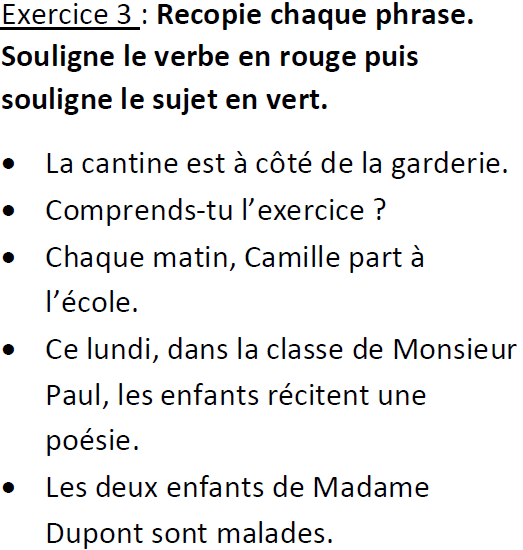 Exercice 3 : Recopie chaque phrase.
Souligne le verbe en rouge puis
souligne le sujet en vert.
• La cantine est à côté de la garderie.
• Comprends-tu l’exercice ?
• Chaque matin, Camille part à
l’école.
• Ce lundi, dans la classe de Monsieur
Paul, les enfants récitent une
poésie.
• Les deux enfants de Madame
Dupont sont malades.